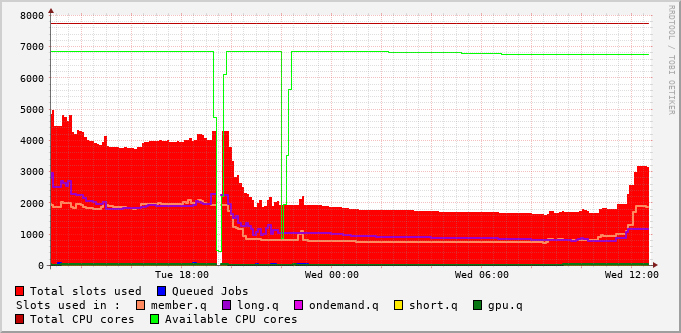 RRDTOOL / TOBI OETIKER
8000
7000
6000
5000
4000
3000
2000
1000
0
Tue 18:00 Wed 00:00 Wed 06:00 Wed 12:00
Total slots used Queued Jobs
Slots used in : member.q long.q ondemand.q short.q gpu.q
Total CPU cores Available CPU cores